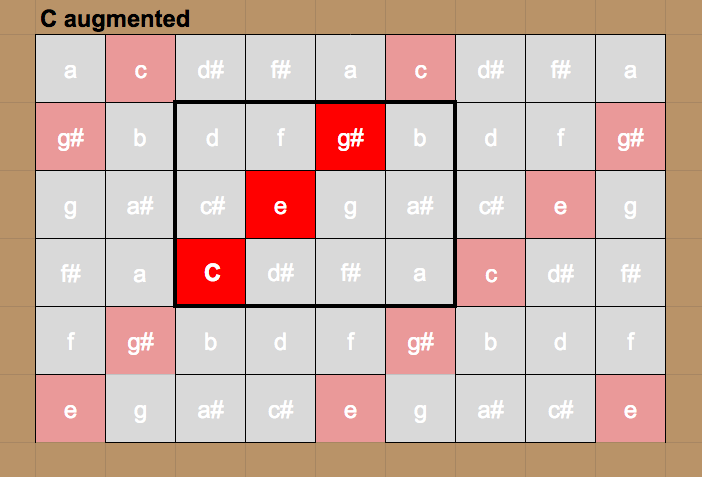 C augmented
a c d# f# a c d# f# a
g# b d f g# b d f g#
g a# c# e g a# c# e g
f# a C d# f# a c d# f#
f g# b d f g# b d f
e g a# c# e g a# c# e